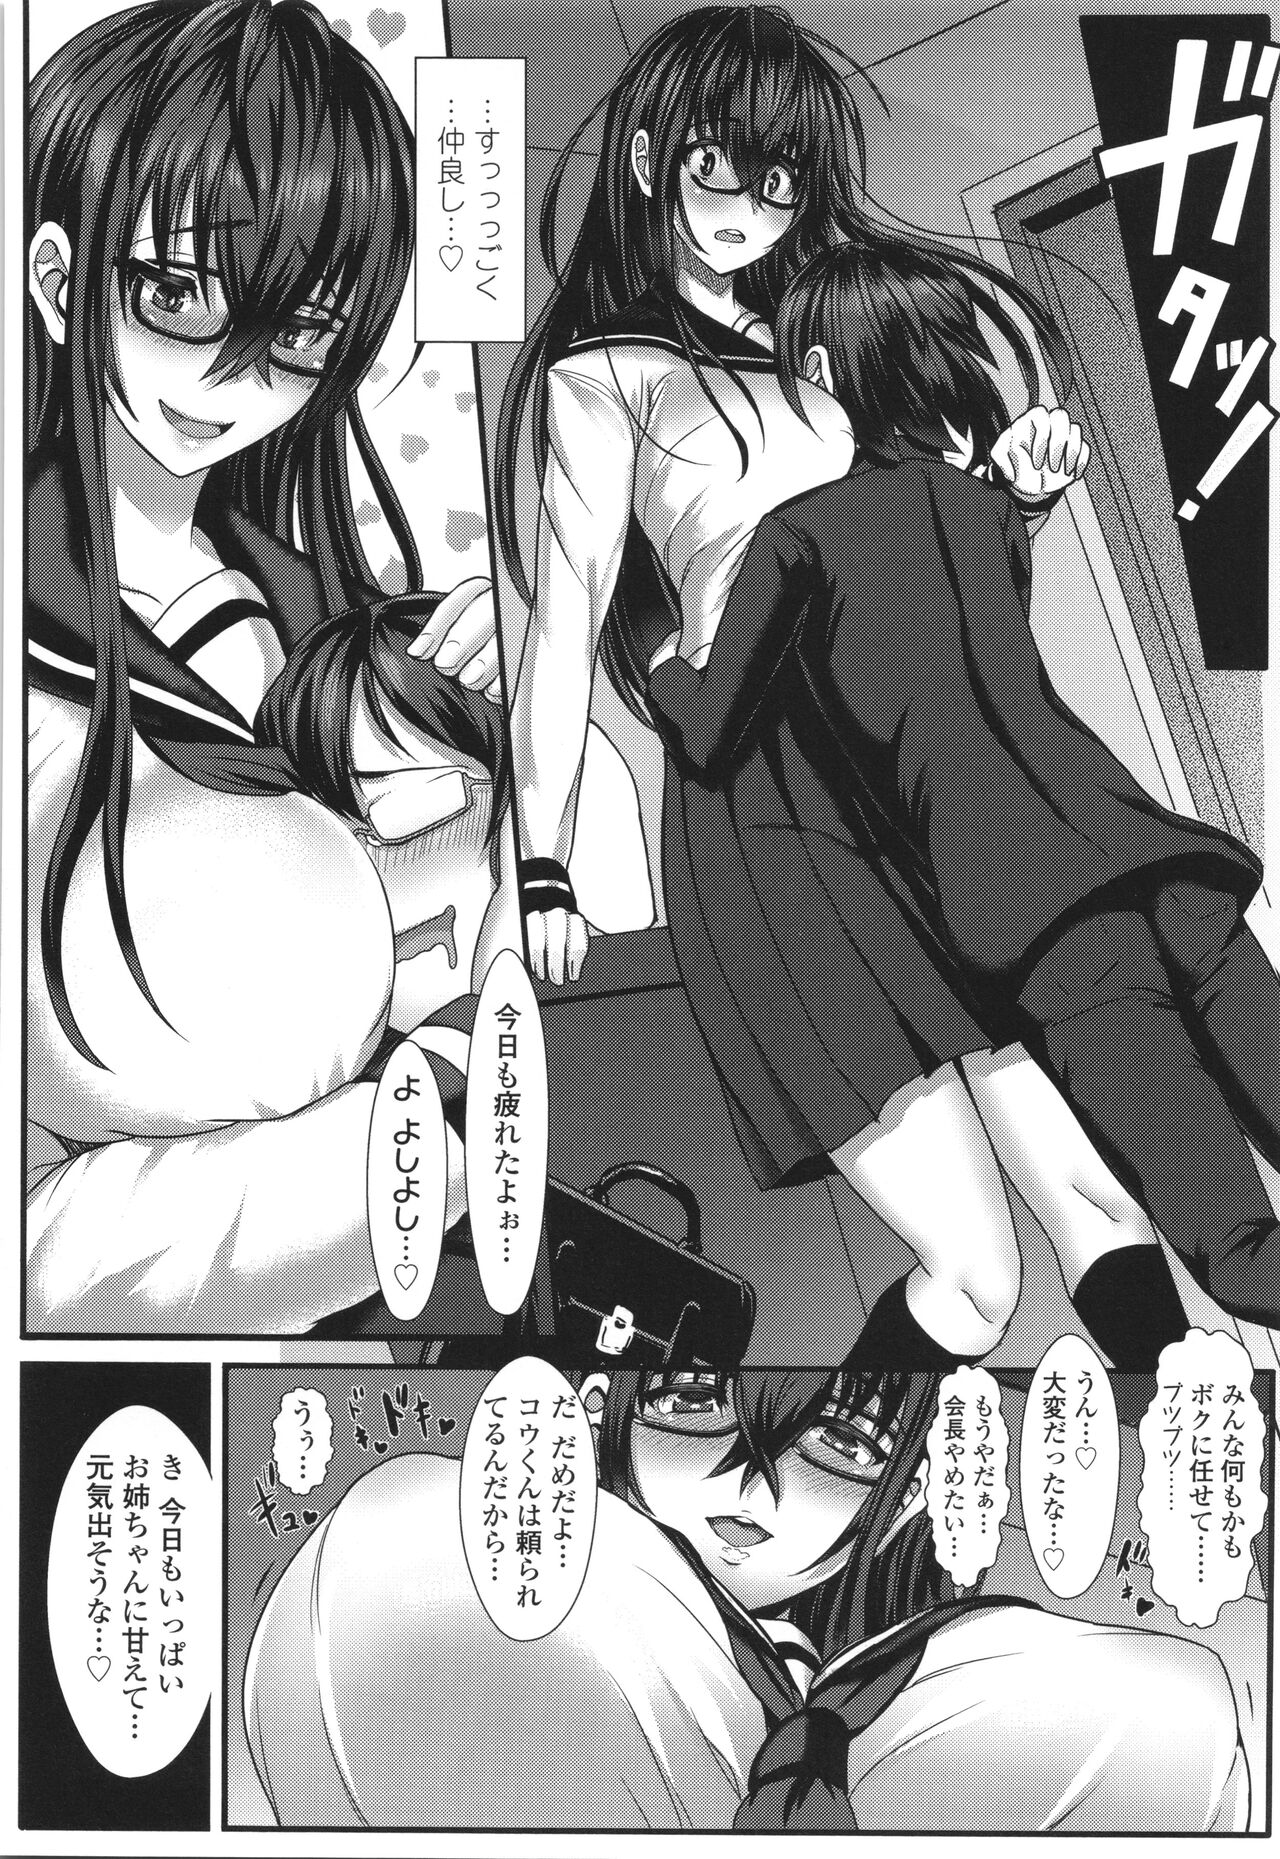 ガタッ！
…すっっっごく
…仲良し…♡
今日も疲れたよぉ…
よ よしよし…♡
みんな何もかも
ボクに任せて……
ブツブツ……
うん…♡
大変だったな…♡
もうやだぁ…
会長やめたい…
だ だめだよ…
コウくんは頼られ
てるんだから…
うぅ…
ドキ
ドキ
ドキ
ギュ
き 今日もいっぱい
お姉ちゃんに甘えて…
元気出そうな…♡